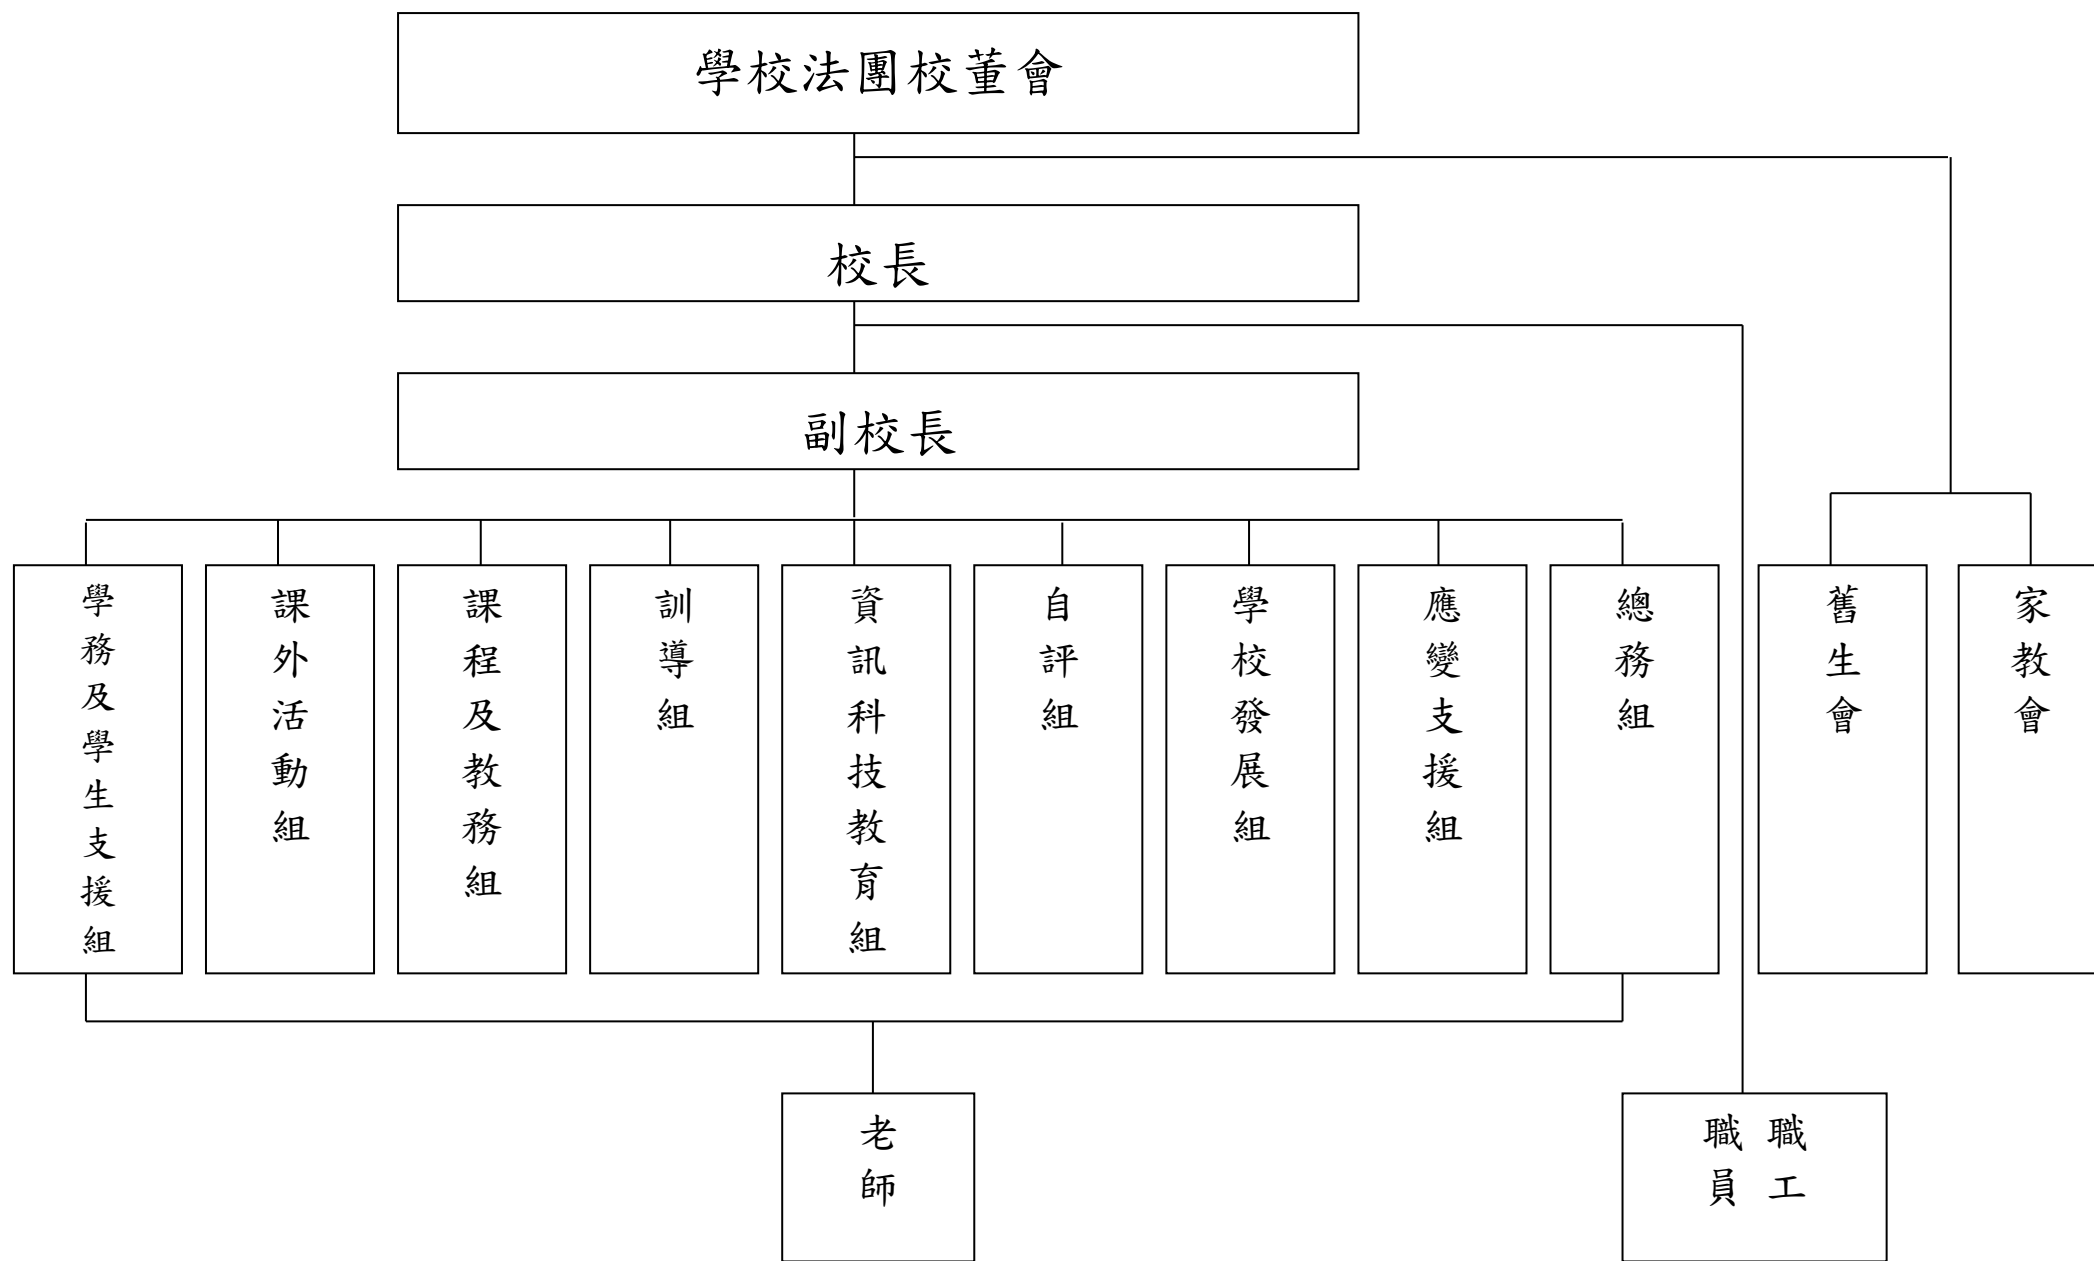 學校法團校董會
校長
副校長
學務及學生支援組
課外活動組
課程及教務組
訓導組
資訊科技教育組
自評組
學校發展組
應變支援組
總務組
舊生會
家教會
老師
職員
職工